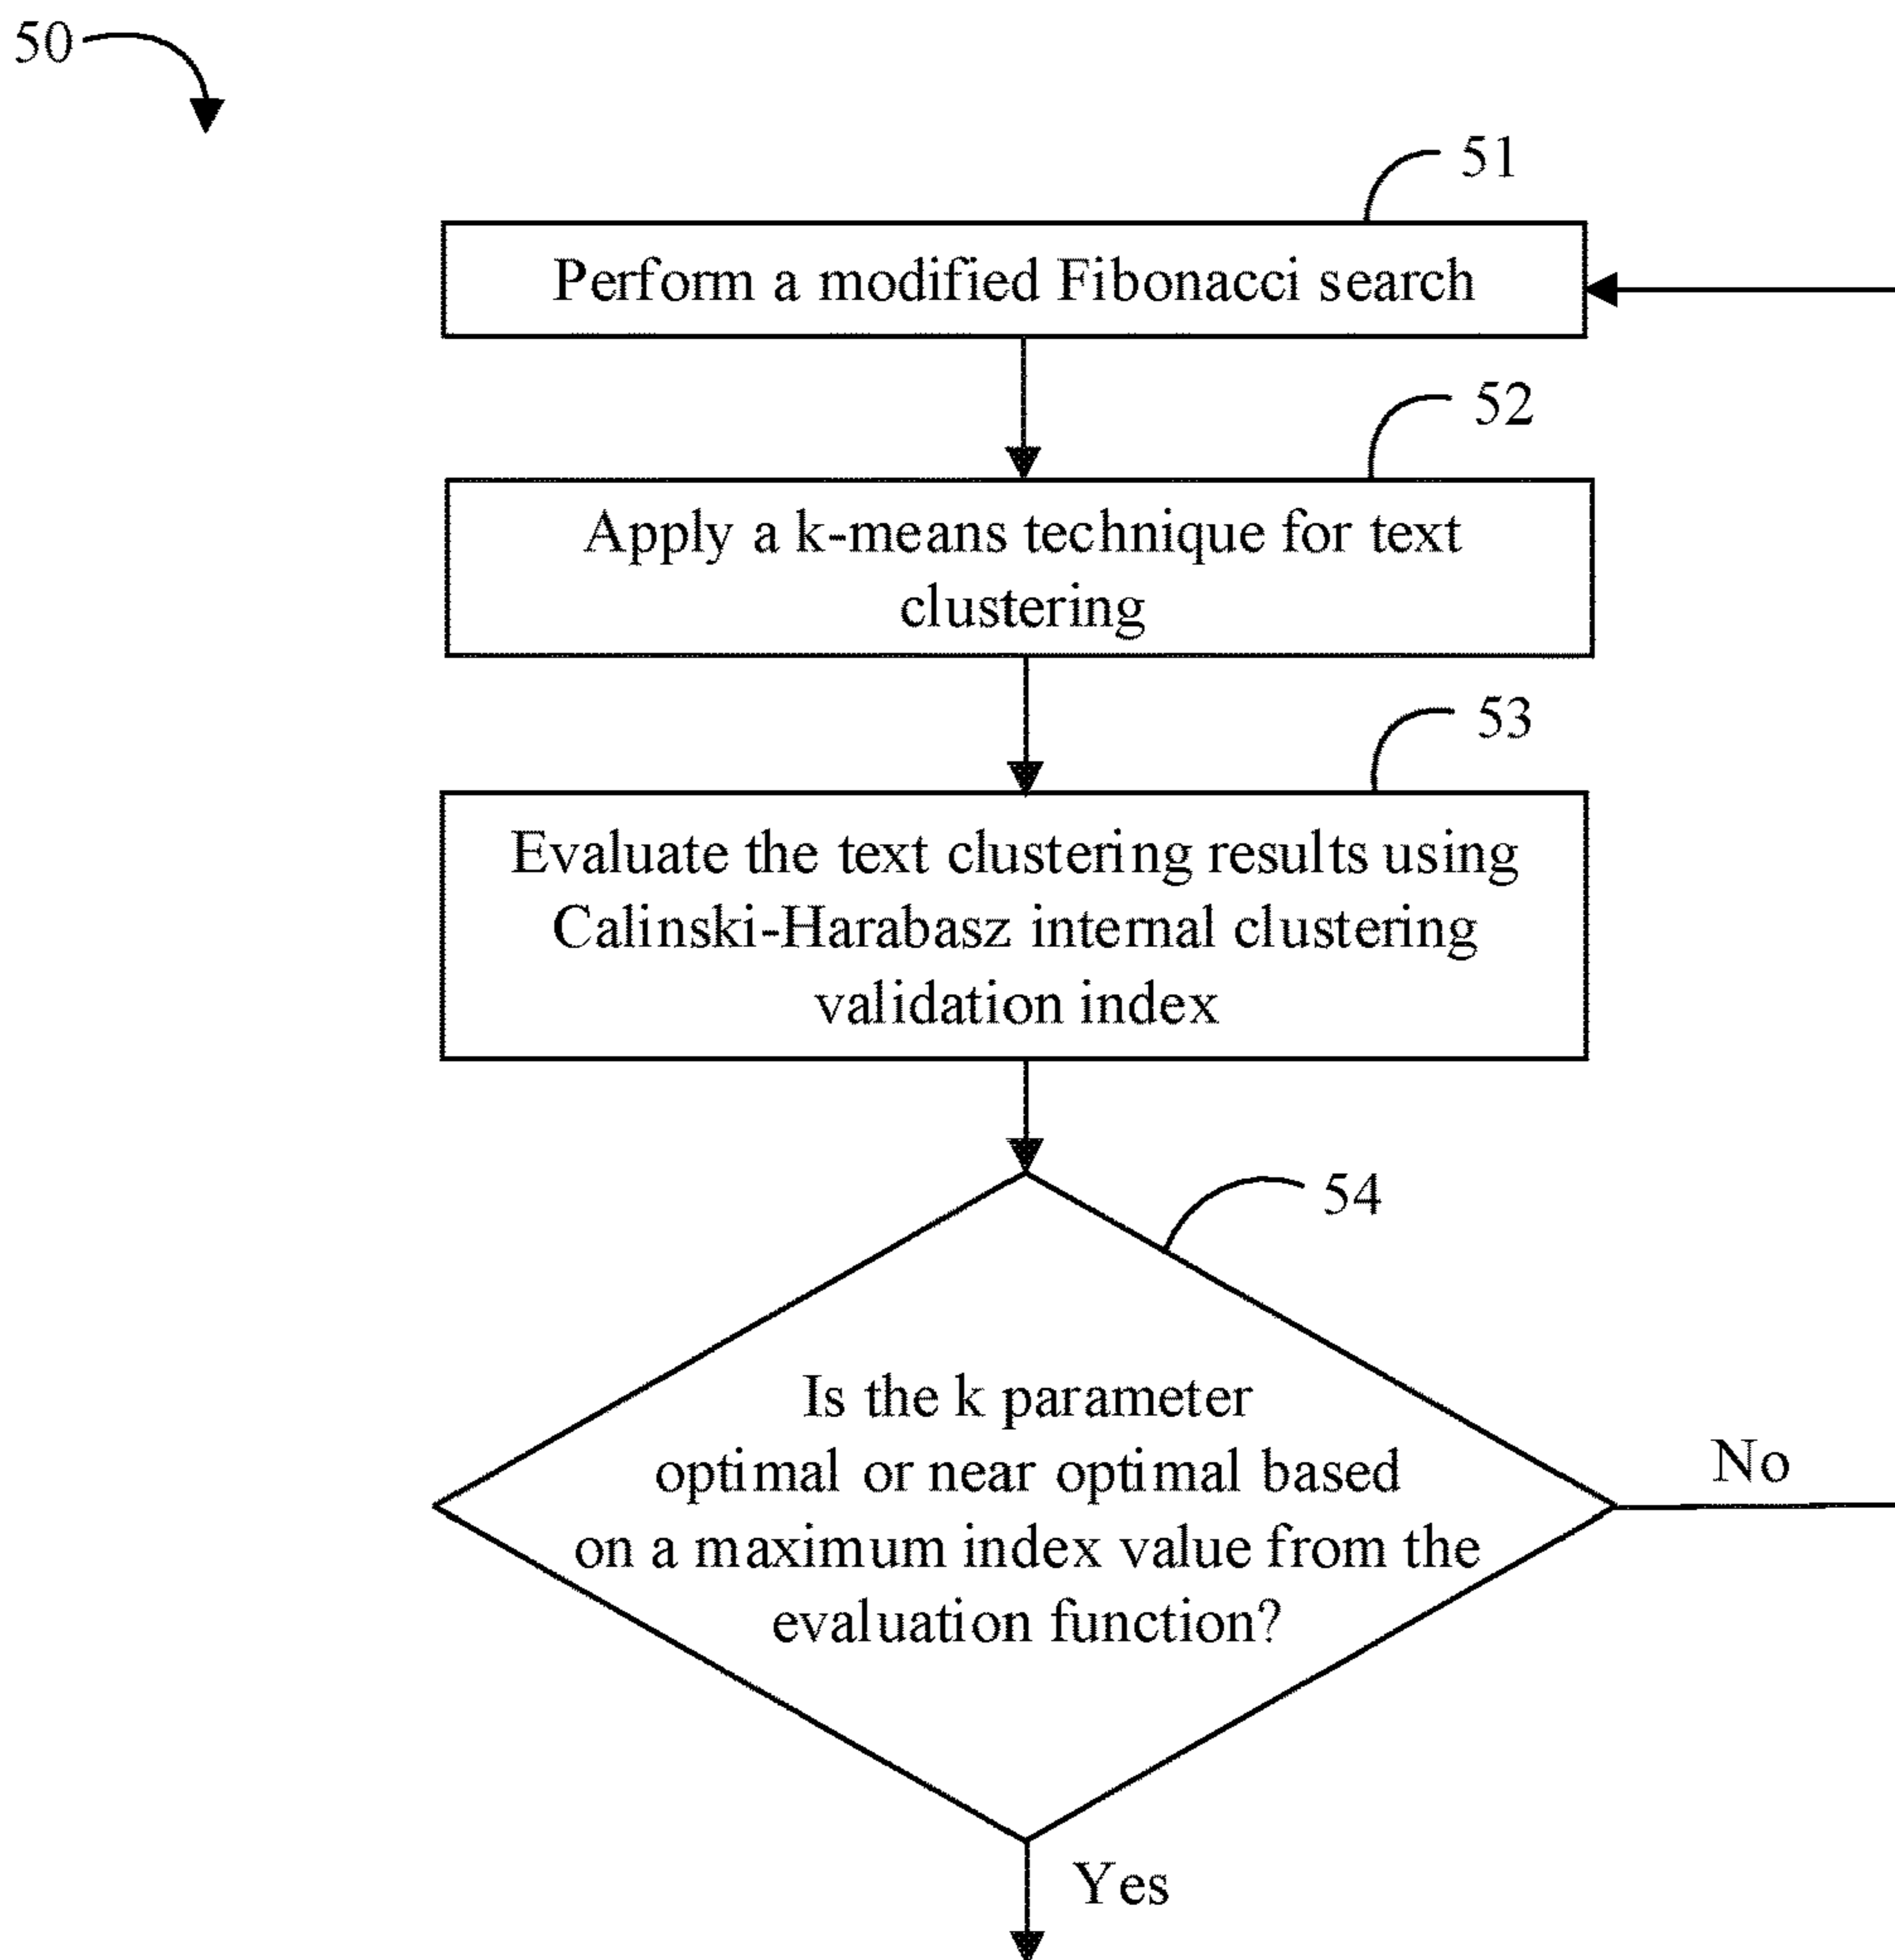 50
51
Perform a modified Fibonacci search
52
Apply a k-means technique for text
clustering
53
Evaluate the text clustering results using
Calinski-Harabasz internal clustering
validation index
54
Is the k parameter
optimal or near optimal based
on a maximum index value from the
evaluation function?
No
Yes